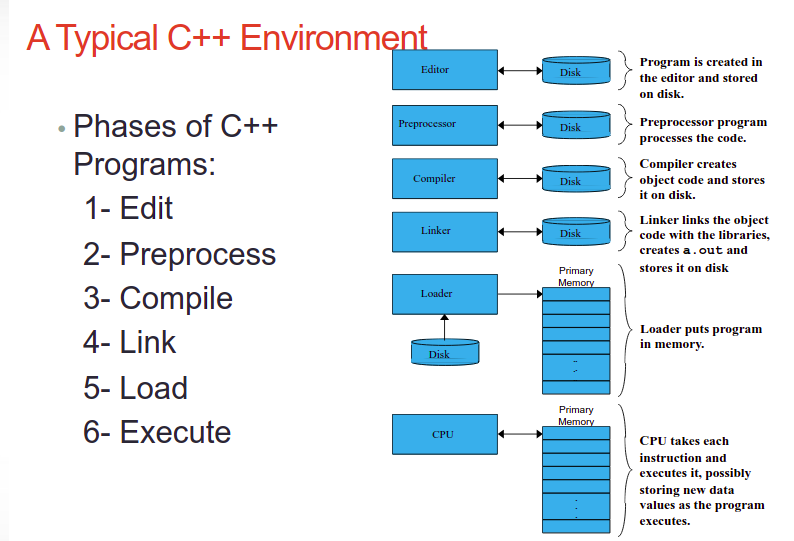 A Typical C++ Environment
• Phases of C++
Programs:
1- Edit
2- Preprocess
3- Compile
4- Link
5- Load
6- Execute
Editor
Disk
Program is created in
the editor and stored
on disk.
Preprocessor
Disk
Preprocessor program
processes the code.
Compiler
Disk
Compiler creates
object code and stores
it on disk.
Linker
Disk
Linker links the object
code with the libraries,
creates a.out and
stores it on disk
Loader
Disk
Primary
Memory
Loader puts program
in memory.
CPU
Primary
Memory
CPU takes each
instruction and
executes it, possibly
storing new data
values as the program
executes.